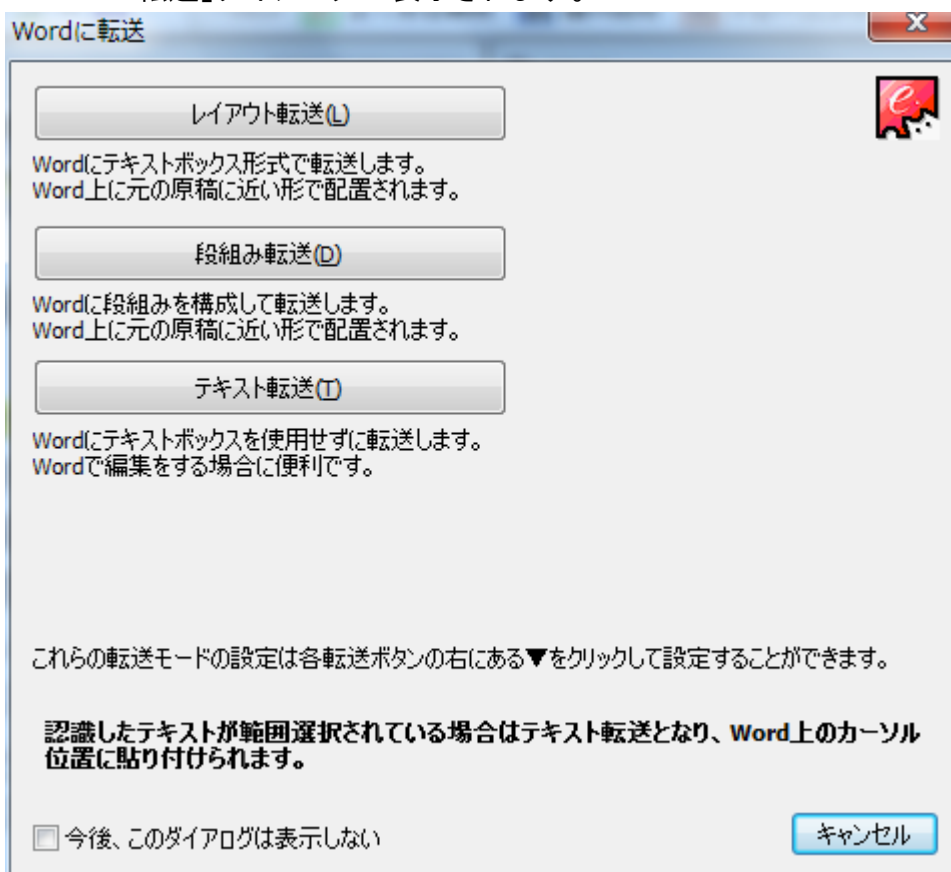 Wordに転送
レイアウト転送(L)
Wordにテキストボックス形式で転送します。
Word上に元の原稿に近い形で配置されます。
段組み転送(D)
Wordに段組みを構成して転送します。
Word上に元の原稿に近い形で配置されます。
テキスト転送(T)
Wordにテキストボックスを使用せずに転送します。
Wordで編集をする場合に便利です。
これらの転送モードの設定は各転送ボタンの右にある▼をクリックして設定することができます。
認識したテキストが範囲選択されている場合はテキスト転送となり、Word上のカーソル
位置に貼り付けられます。
今後、このダイアログは表示しない
キャンセル